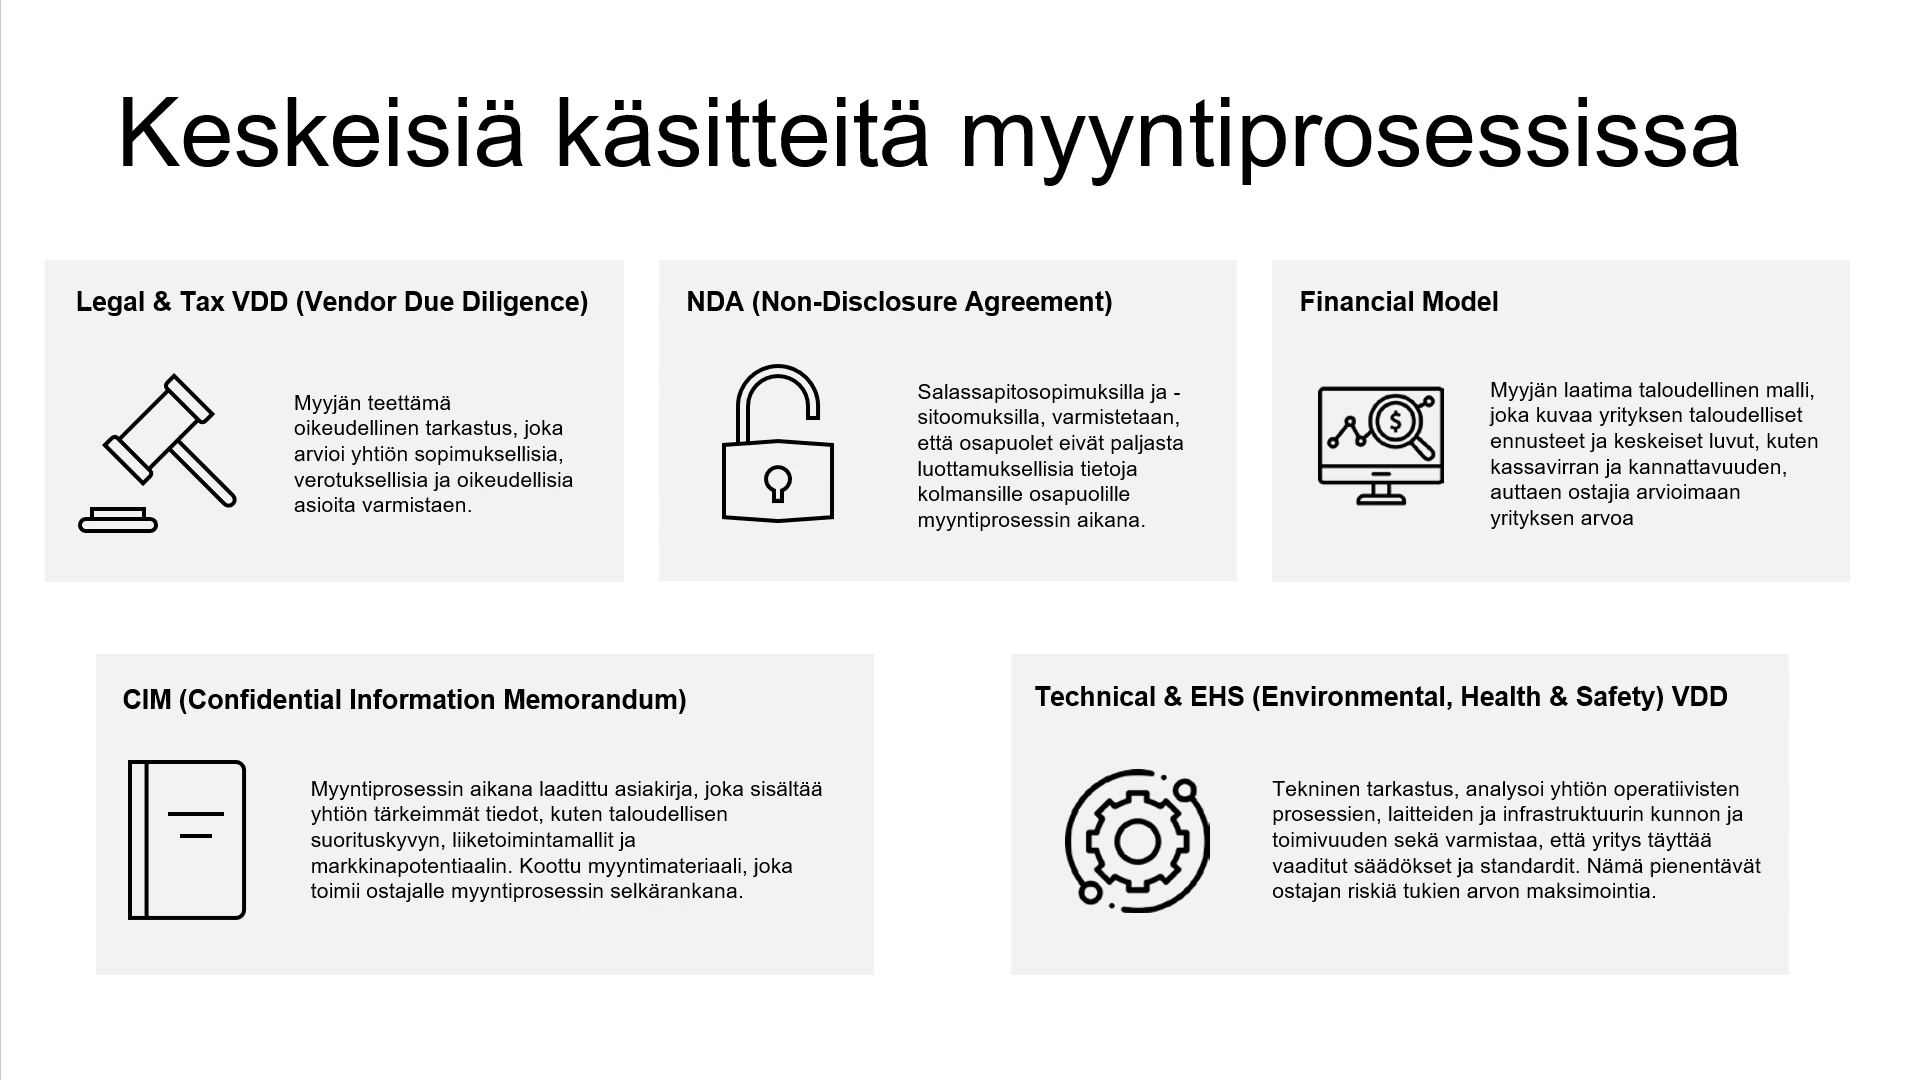 Keskeisiä käsitteitä myyntiprosessissa
Legal & Tax VDD (Vendor Due Diligence)
Myyjän teettämä
oikeudellinen tarkastus, joka
arvioi yhtiön sopimuksellisia,
verotuksellisia ja oikeudellisia
asioita varmistaen.
NDA (Non-Disclosure Agreement)
Salassapitosopimuksilla ja -
sitoomuksilla, varmistetaan,
että osapuolet eivät paljasta
luottamuksellisia tietoja
kolmansille osapuolille
myyntiprosessin aikana.
Financial Model
$
Myyjän laatima taloudellinen malli,
joka kuvaa yrityksen taloudelliset
ennusteet ja keskeiset luvut, kuten
kassavirran ja kannattavuuden,
auttaen ostajia arvioimaan
yrityksen arvoa
CIM (Confidential Information Memorandum)
Myyntiprosessin aikana laadittu asiakirja, joka sisältää
yhtiön tärkeimmät tiedot, kuten taloudellisen
suorituskyvyn, liiketoimintamallit ja
markkinapotentiaalin. Koottu myyntimateriaali, joka
toimii ostajalle myyntiprosessin selkärankana.
Technical & EHS (Environmental, Health & Safety) VDD
Tekninen tarkastus, analysoi yhtiön operatiivisten
prosessien, laitteiden ja infrastruktuurin kunnon ja
toimivuuden sekä varmistaa, että yritys täyttää
vaaditut säädökset ja standardit. Nämä pienentävät
ostajan riskiä tukien arvon maksimointia.